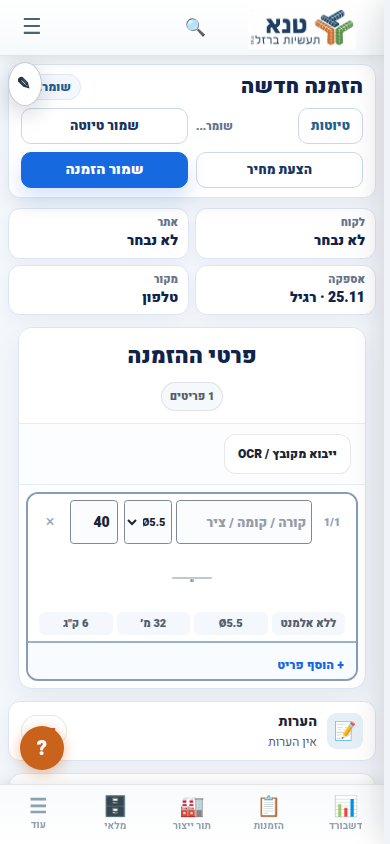 טנא
תעשיות ברזל
הזמנה חדשה
שומר
טיוטות
שומר...
שמור טיוטה
הצעת מחיר
שמור הזמנה
לקוח
לא נבחר
אתר
לא נבחר
אספקה
25.11 · רגיל
מקור
טלפון
פרטי ההזמנה
1 פריטים
ייבוא מקובץ / OCR
1/1
קורה / קומה / ציר
Ø5.5
40
×
ללא אלמנט
Ø5.5
32 מ׳
6 ק"ג
+ הוסף פריט
הערות
אין הערות
?
דשבורד
הזמנות
תור ייצור
מלאי
עוד